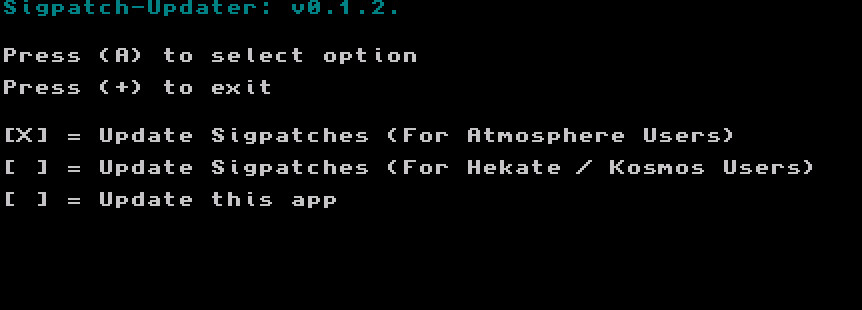 Sigpatch-Updater: v0.1.2.
Press (A) to select option
Press (+) to exit
[X] = Update Sigpatches (For Atmosphere Users)
[ ] = Update Sigpatches (For Hekate / Kosmos Users)
[ ] = Update this app